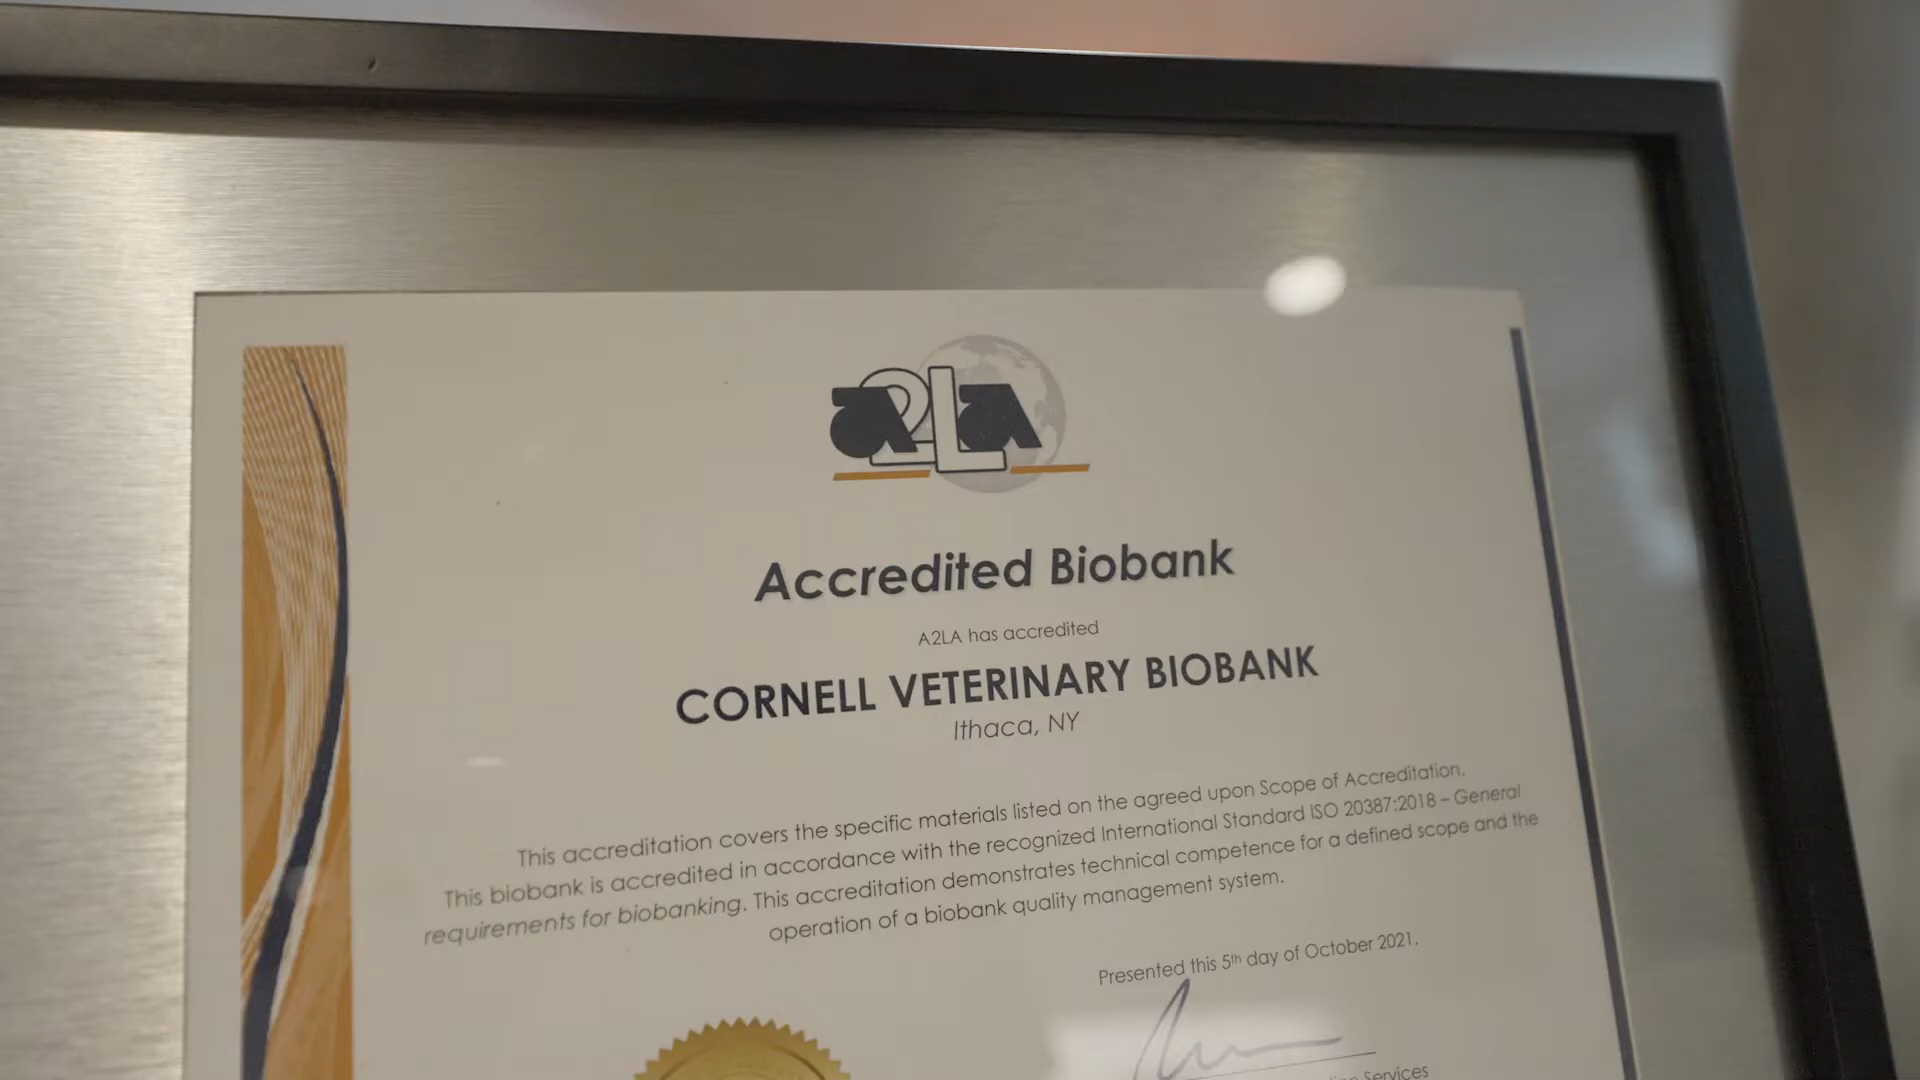 a2La
Accredited Biobank
A2LA has accredited
CORNELL VETERINARY BIOBANK
Ithaca, NY
This accreditation covers the specific materials listed on the agreed upon Scope of Accreditation.
This biobank is accredited in accordance with the recognized International Standard ISO 20387:2018 – General
requirements for biobanking. This accreditation demonstrates technical competence for a defined scope and the
operation of a biobank quality management system.
Presented this 5th day of October 2021.
Services